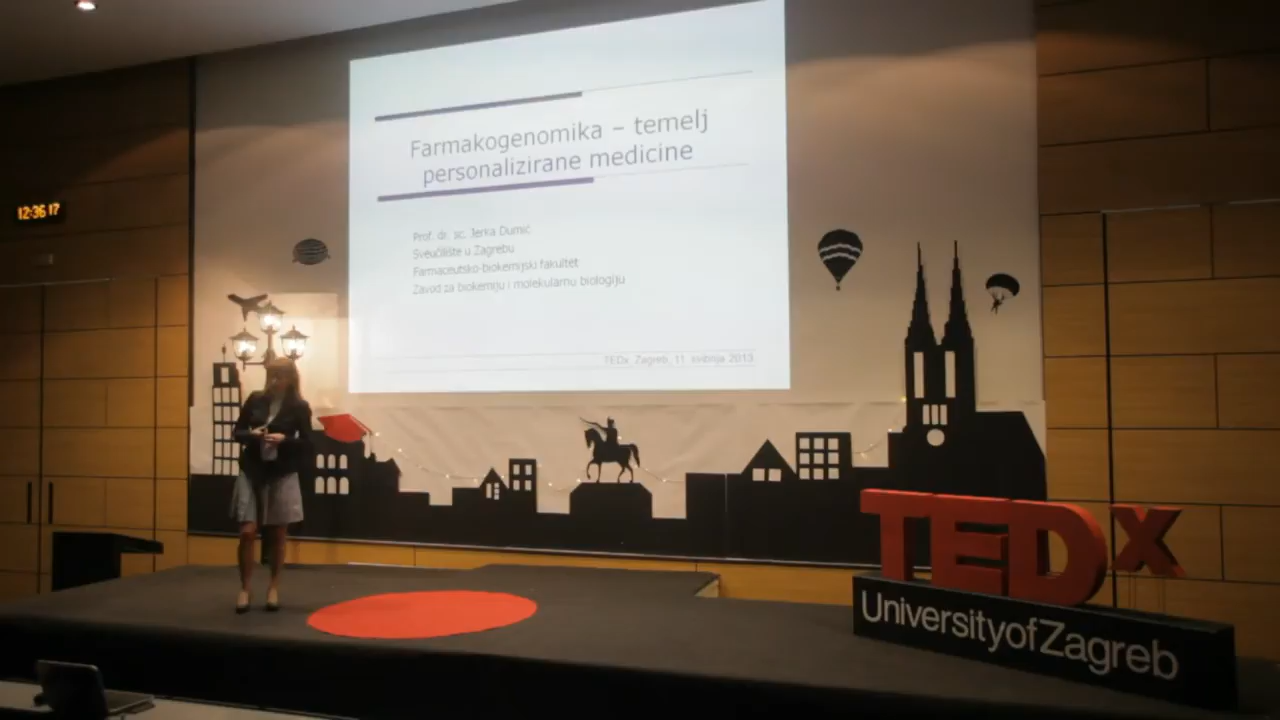 Farmakogenomika – temelj
personalizirane medicine
Prof. dr. sc. Jerka Dumić
Sveučilište u Zagrebu
Farmaceutsko-biokemijski fakultet
Zavod za biokemiju i molekularnu biologiju
TEDx Zagreb, 11. svibnja 2013.
12:36 17
TEDx
UniversityofZagreb